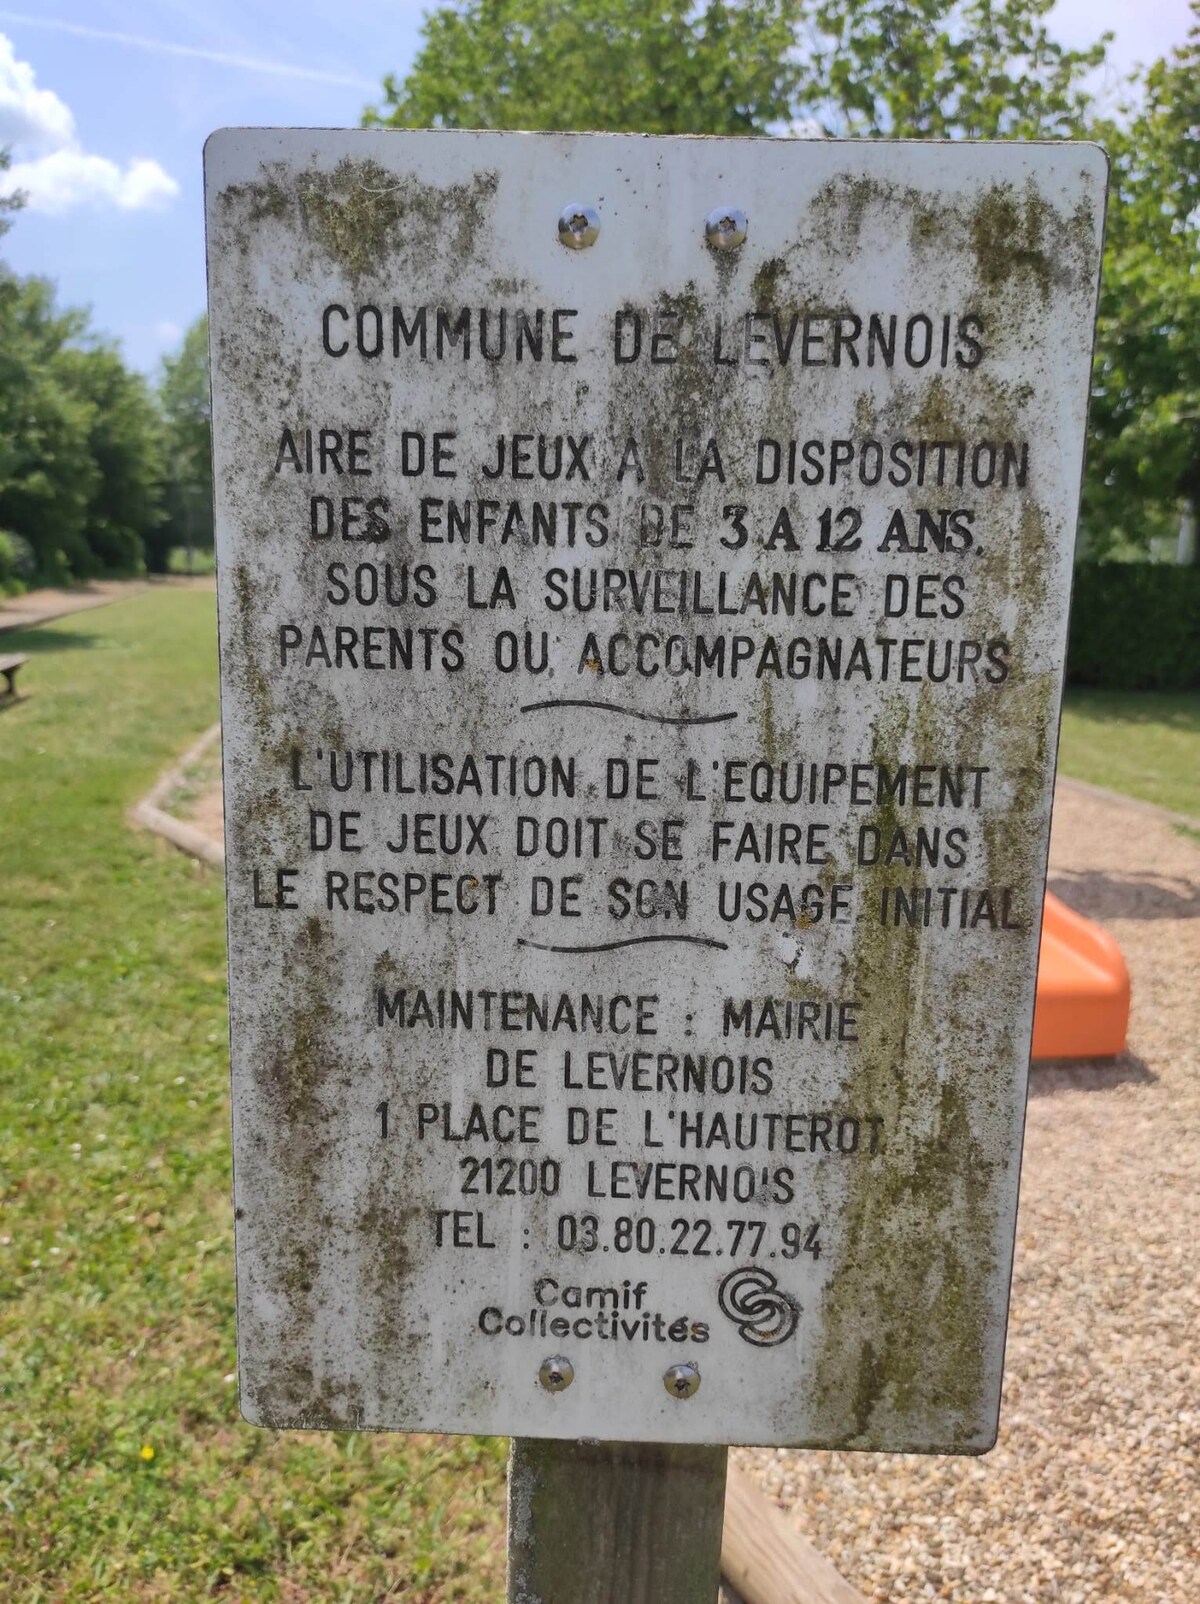 COMMUNE DE LEVERNOIS
AIRE DE JEUX A LA DISPOSITION
DES ENFANTS DE 3 A 12 ANS.
SOUS LA SURVEILLANCE DES
PARENTS OU ACCOMPAGNATEURS
L'UTILISATION DE L'EQUIPEMENT
DE JEUX DOIT SE FAIRE DANS
LE RESPECT DE SON USAGE INITIAL
MAINTENANCE : MAIRIE
DE LEVERNOIS
1 PLACE DE L'HAUTEROT
21200 LEVERNOIS
TEL : 03.80.22.77.94
Camif
Collectivités